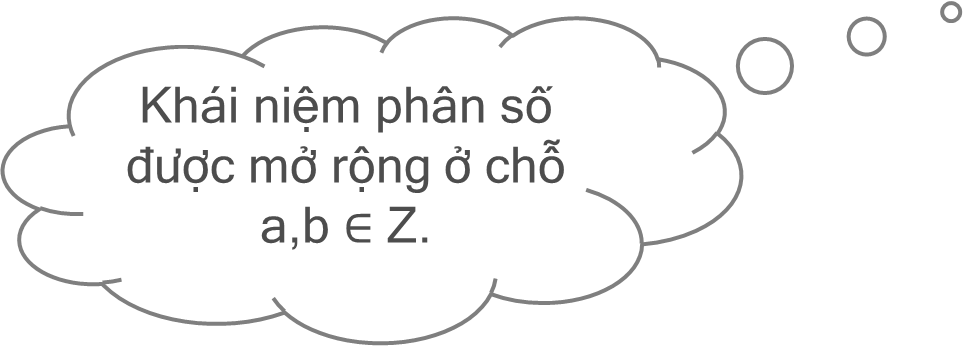 Khái niệm phân số
được mở rộng ở chỗ
a,b ∈ Z.